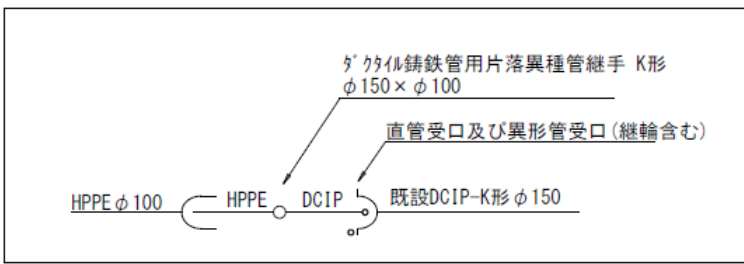 ﾀﾞｸﾀｲﾙ鋳鉄管用片落異種管継手 K形
φ150×φ100
直管受口及び異形管受口(継輪含む)
HPPEφ100 HPPE DCIP 既設DCIP-K形φ150